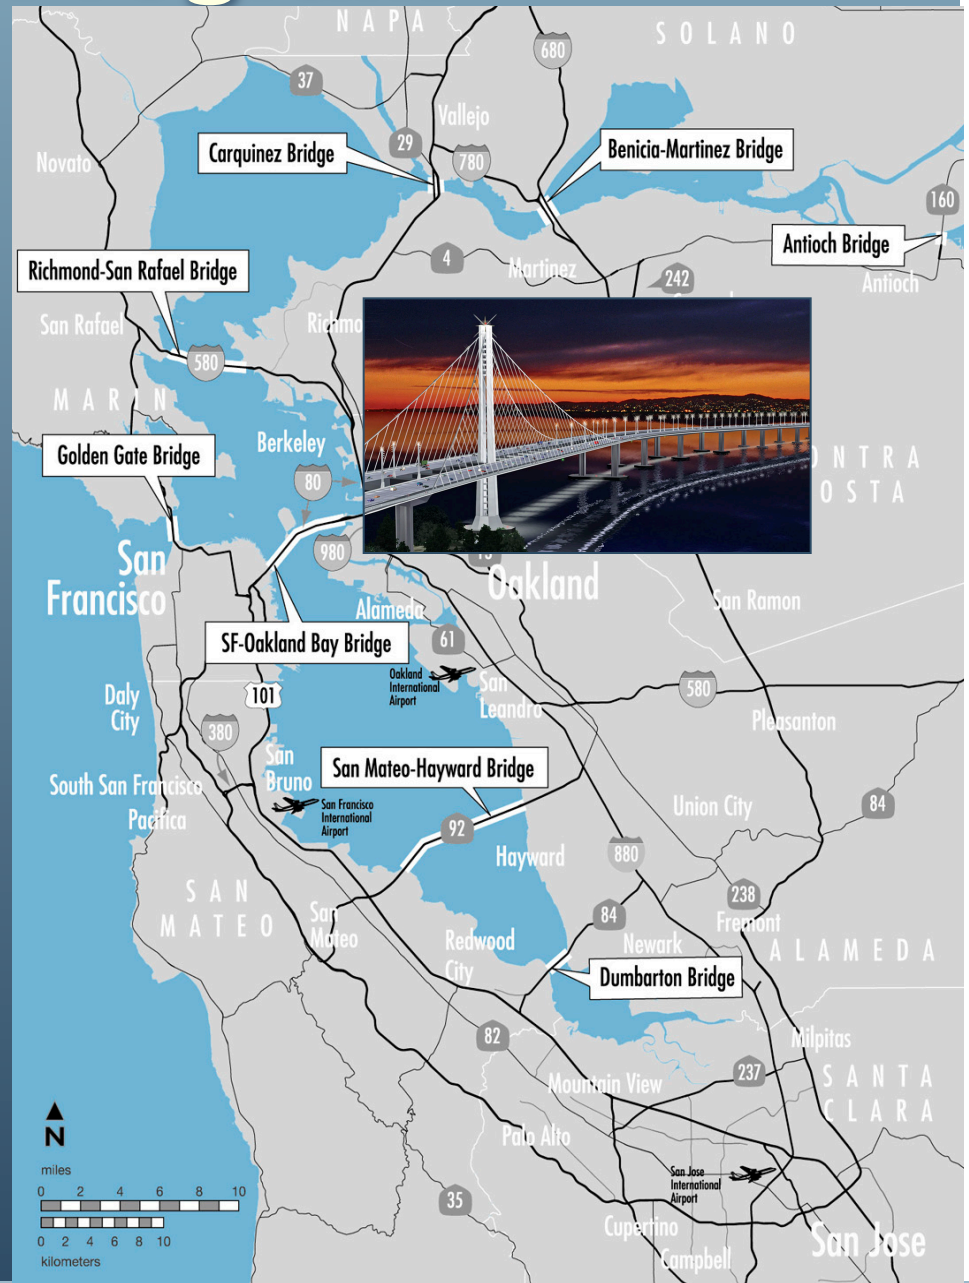 NAPA
SOLANO
680
37
Vallejo
29
Carquinez Bridge
Benicia-Martinez Bridge
780
Novato
160
Antioch Bridge
4
Martinez
Richmond-San Rafael Bridge
242
Antioch
San Rafael
Richmo
580
MARIN
Golden Gate Bridge
Berkeley
ONTRA
OSTA
80
980
13
San
Francisco
Oakland
Alameda
San Ramon
61
SF-Oakland Bay Bridge
Oakland
International
Airport
San
Leandro
580
Daly
City
101
Pleasanton
380
San
Bruno
San Mateo-Hayward Bridge
South San Francisco
San Francisco
International
Airport
Union City
84
Pacifica
92
Hayward
880
SAN
MATEO
238
San
Mateo
84
Fremont
Redwood
City
Newark
ALAMEDA
Dumbarton Bridge
82
Milpitas
237
SANTA
CLARA
Mountain View
N
Palo Alto
miles
0 2 4 6 8 10
0 2 4 6 8 10
kilometers
San Jose
International
Airport
35
Cupertino
San Jose
Campbell